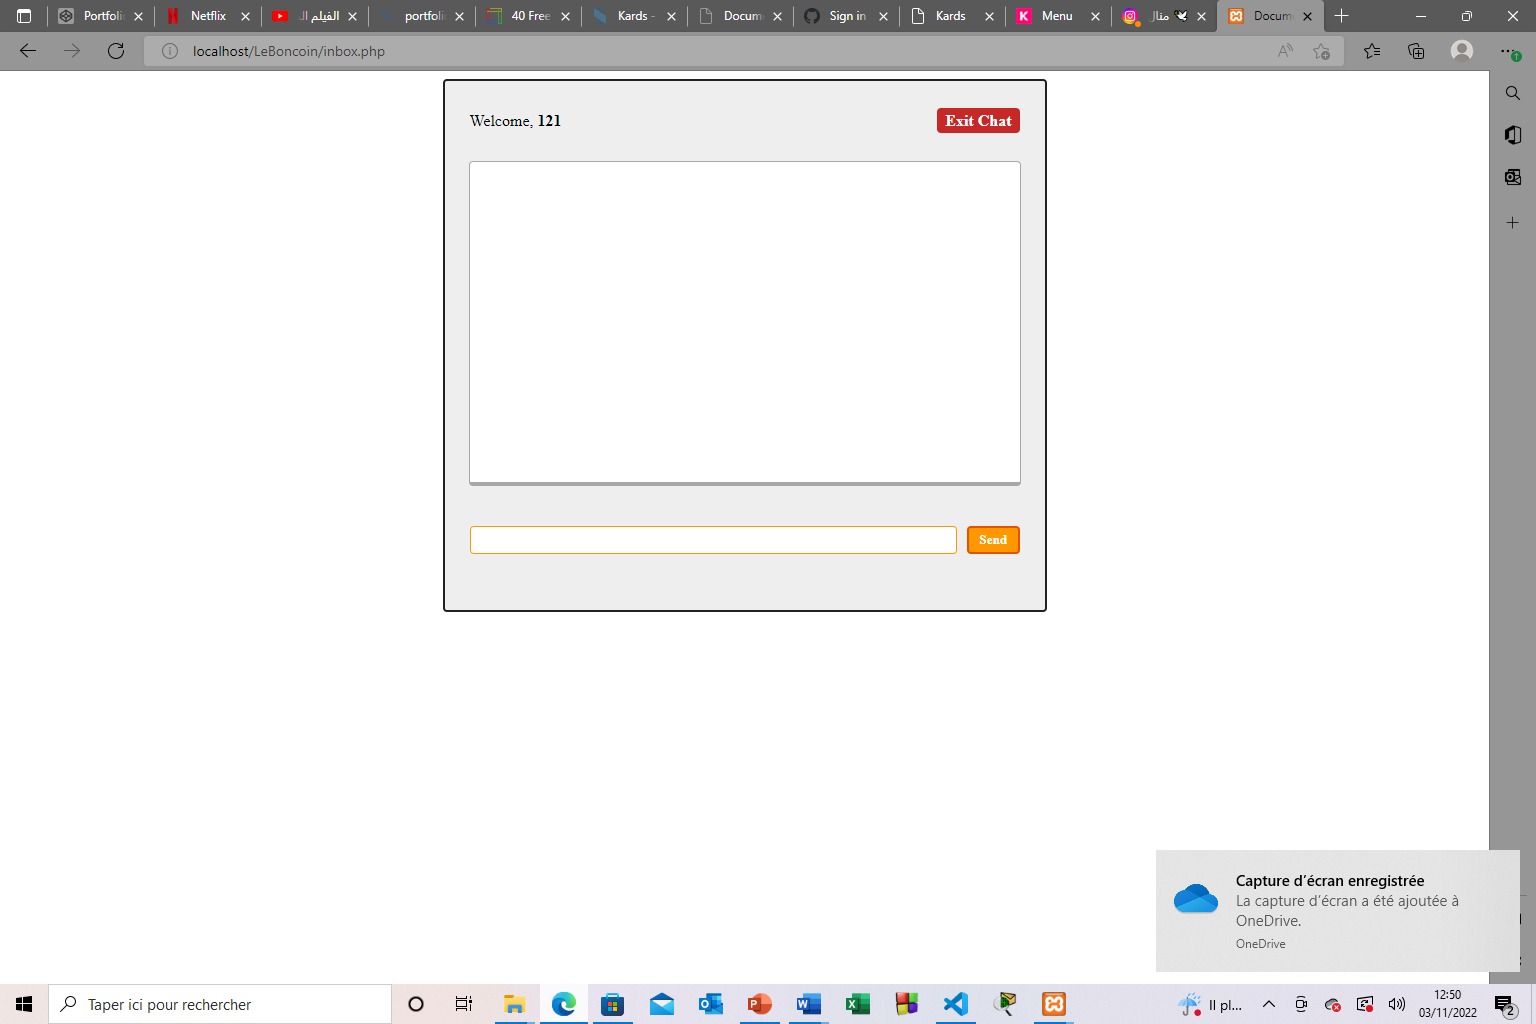 Portfoli
Netflix
الفيلم ال
portfoli
40 Free
Kards -
Docum
Sign in
Kards
Menu
منال
Docum
localhost/LeBoncoin/inbox.php
Welcome, 121
Exit Chat
Send
Capture d'écran enregistrée
La capture d'écran a été ajoutée à
OneDrive.
OneDrive
Taper ici pour rechercher
Il pl...
12:50
03/11/2022
2